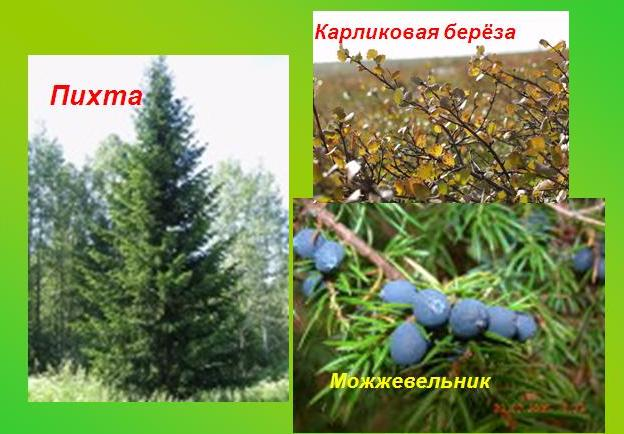 Карликовая берёза
Пихта
Можжевельник